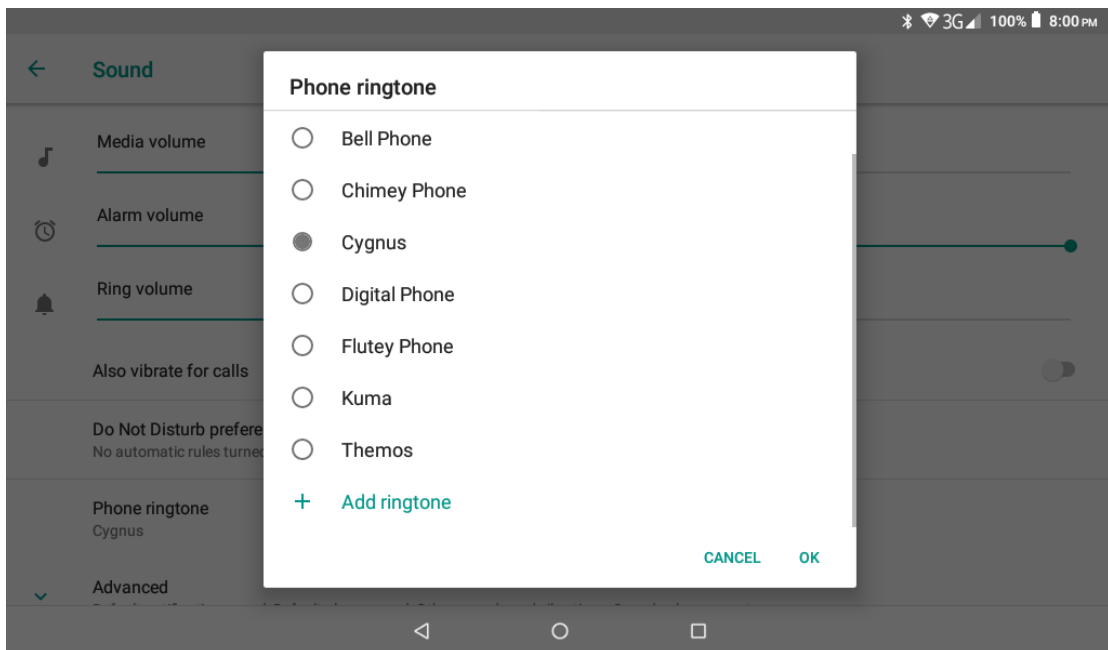 3G 100% 8:00 PM
Sound
Phone ringtone
Media volume
Bell Phone
Chimey Phone
Alarm volume
Cygnus
Ring volume
Digital Phone
Flutey Phone
Also vibrate for calls
Kuma
Do Not Disturb prefere
No automatic rules turned
Themos
Add ringtone
Phone ringtone
Cygnus
CANCEL OK
Advanced